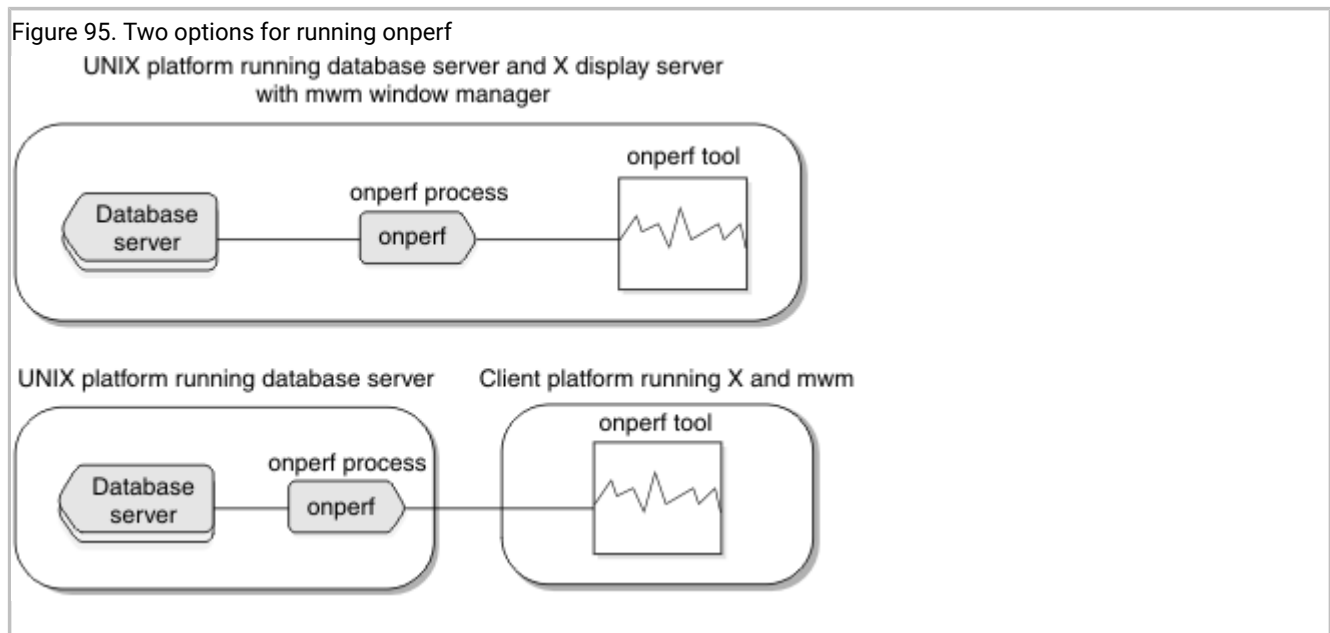 Figure 95. Two options for running onperf
UNIX platform running database server and X display server
with mwm window manager
onperf tool
onperf process
Database
server
onperf
UNIX platform running database server
Client platform running X and mwm
onperf tool
onperf process
Database
server
onperf